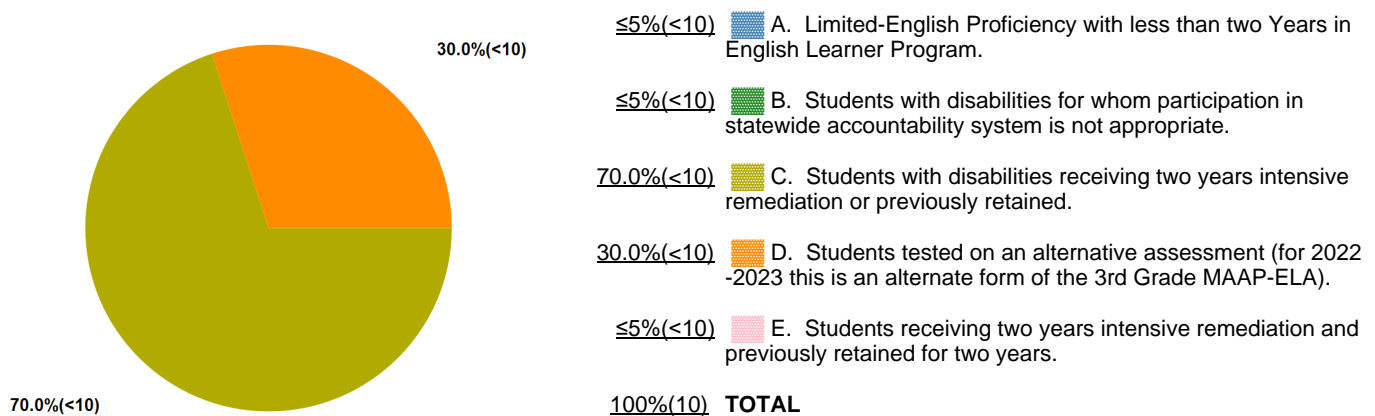 30.0%(<10)
70.0%(<10)
≤5%(<10) A. Limited-English Proficiency with less than two Years in
English Learner Program.
≤5%(<10) B. Students with disabilities for whom participation in
statewide accountability system is not appropriate.
70.0%(<10) C. Students with disabilities receiving two years intensive
remediation or previously retained.
30.0%(<10) D. Students tested on an alternative assessment (for 2022
-2023 this is an alternate form of the 3rd Grade MAAP-ELA).
≤5%(<10) E. Students receiving two years intensive remediation and
previously retained for two years.
100%(10) TOTAL